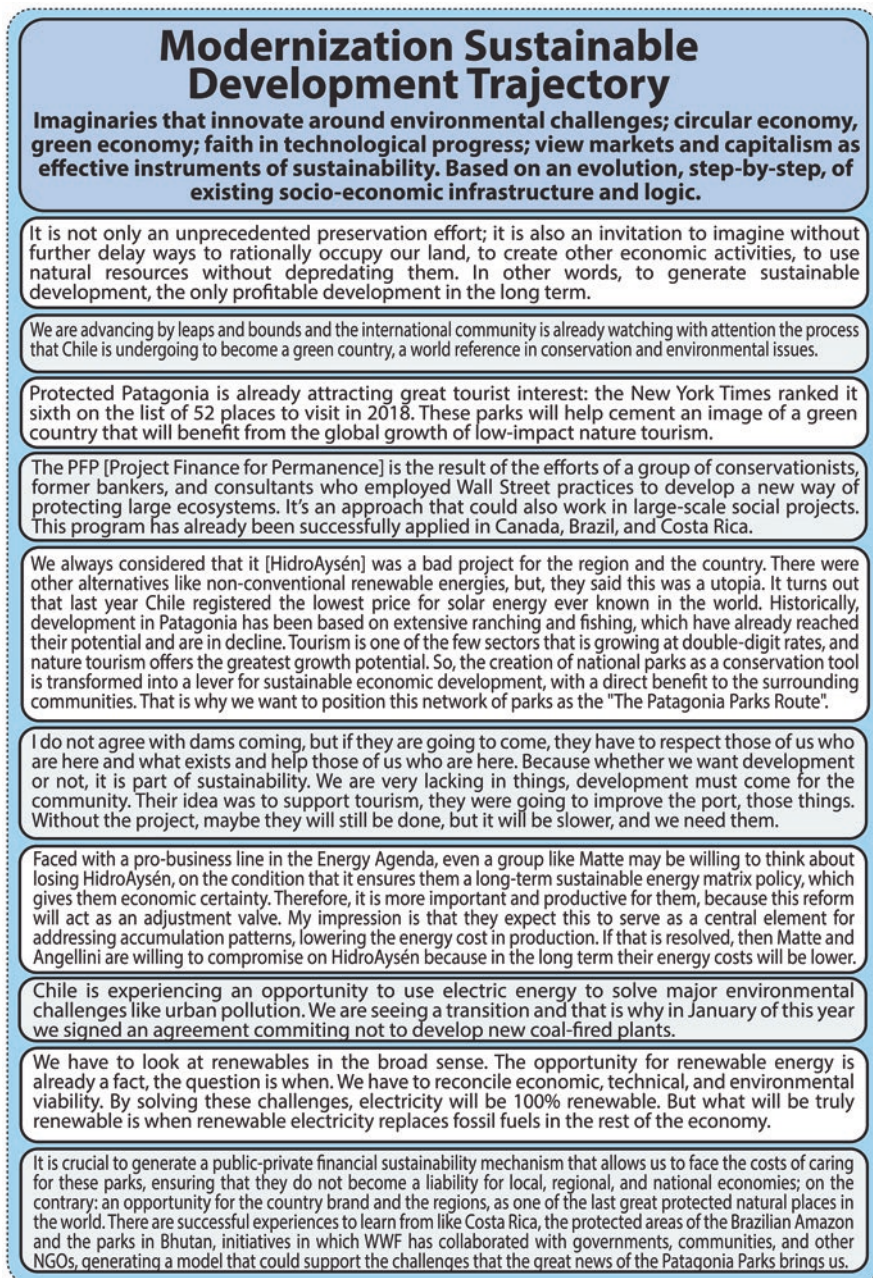 Modernization Sustainable
Development Trajectory
Imaginaries that innovate around environmental challenges; circular economy,
green economy; faith in technological progress; view markets and capitalism as
effective instruments of sustainability. Based on an evolution, step-by-step, of
existing socio-economic infrastructure and logic.
It is not only an unprecedented preservation effort; it is also an invitation to imagine without
further delay ways to rationally occupy our land, to create other economic activities, to use
natural resources without depredating them. In other words, to generate sustainable
development, the only profitable development in the long term.
We are advancing by leaps and bounds and the international community is already watching with attention the process
that Chile is undergoing to become a green country, a world reference in conservation and environmental issues.
Protected Patagonia is already attracting great tourist interest: the New York Times ranked it
sixth on the list of 52 places to visit in 2018. These parks will help cement an image of a green
country that will benefit from the global growth of low-impact nature tourism.
The PFP [Project Finance for Permanence] is the result of the efforts of a group of conservationists,
former bankers, and consultants who employed Wall Street practices to develop a new way of
protecting large ecosystems. It's an approach that could also work in large-scale social projects.
This program has already been successfully applied in Canada, Brazil, and Costa Rica.
We always considered that it [HidroAysén] was a bad project for the region and the country. There were
other alternatives like non-conventional renewable energies, but, they said this was a utopia. It turns out
that last year Chile registered the lowest price for solar energy ever known in the world. Historically,
development in Patagonia has been based on extensive ranching and fishing, which have already reached
their potential and are in decline. Tourism is one of the few sectors that is growing at double-digit rates, and
nature tourism offers the greatest growth potential. So, the creation of national parks as a conservation tool
is transformed into a lever for sustainable economic development, with a direct benefit to the surrounding
communities. That is why we want to position this network of parks as the "The Patagonia Parks Route".
I do not agree with dams coming, but if they are going to come, they have to respect those of us who
are here and what exists and help those of us who are here. Because whether we want development
or not, it is part of sustainability. We are very lacking in things, development must come for the
community. Their idea was to support tourism, they were going to improve the port, those things.
Without the project, maybe they will still be done, but it will be slower, and we need them.
Faced with a pro-business line in the Energy Agenda, even a group like Matte may be willing to think about
losing HidroAysén, on the condition that it ensures them a long-term sustainable energy matrix policy, which
gives them economic certainty. Therefore, it is more important and productive for them, because this reform
will act as an adjustment valve. My impression is that they expect this to serve as a central element for
addressing accumulation patterns, lowering the energy cost in production. If that is resolved, then Matte and
Angellini are willing to compromise on HidroAysén because in the long term their energy costs will be lower.
Chile is experiencing an opportunity to use electric energy to solve major environmental
challenges like urban pollution. We are seeing a transition and that is why in January of this year
we signed an agreement commiting not to develop new coal-fired plants.
We have to look at renewables in the broad sense. The opportunity for renewable energy is
already a fact, the question is when. We have to reconcile economic, technical, and environmental
viability. By solving these challenges, electricity will be 100% renewable. But what will be truly
renewable is when renewable electricity replaces fossil fuels in the rest of the economy.
It is crucial to generate a public-private financial sustainability mechanism that allows us to face the costs of caring
for these parks, ensuring that they do not become a liability for local, regional, and national economies; on the
contrary: an opportunity for the country brand and the regions, as one of the last great protected natural places in
the world. There are successful experiences to learn from like Costa Rica, the protected areas of the Brazilian Amazon
and the parks in Bhutan, initiatives in which WWF has collaborated with governments, communities, and other
NGOs, generating a model that could support the challenges that the great news of the Patagonia Parks brings us.